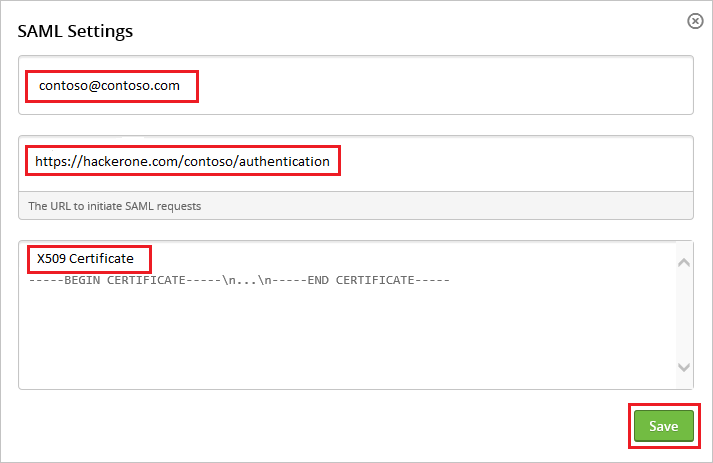 SAML Settings
contoso@contoso.com
https://hackerone.com/contoso/authentication
The URL to initiate SAML requests
X509 Certificate
-----BEGIN CERTIFICATE-----\n...\n-----END CERTIFICATE-----
Save